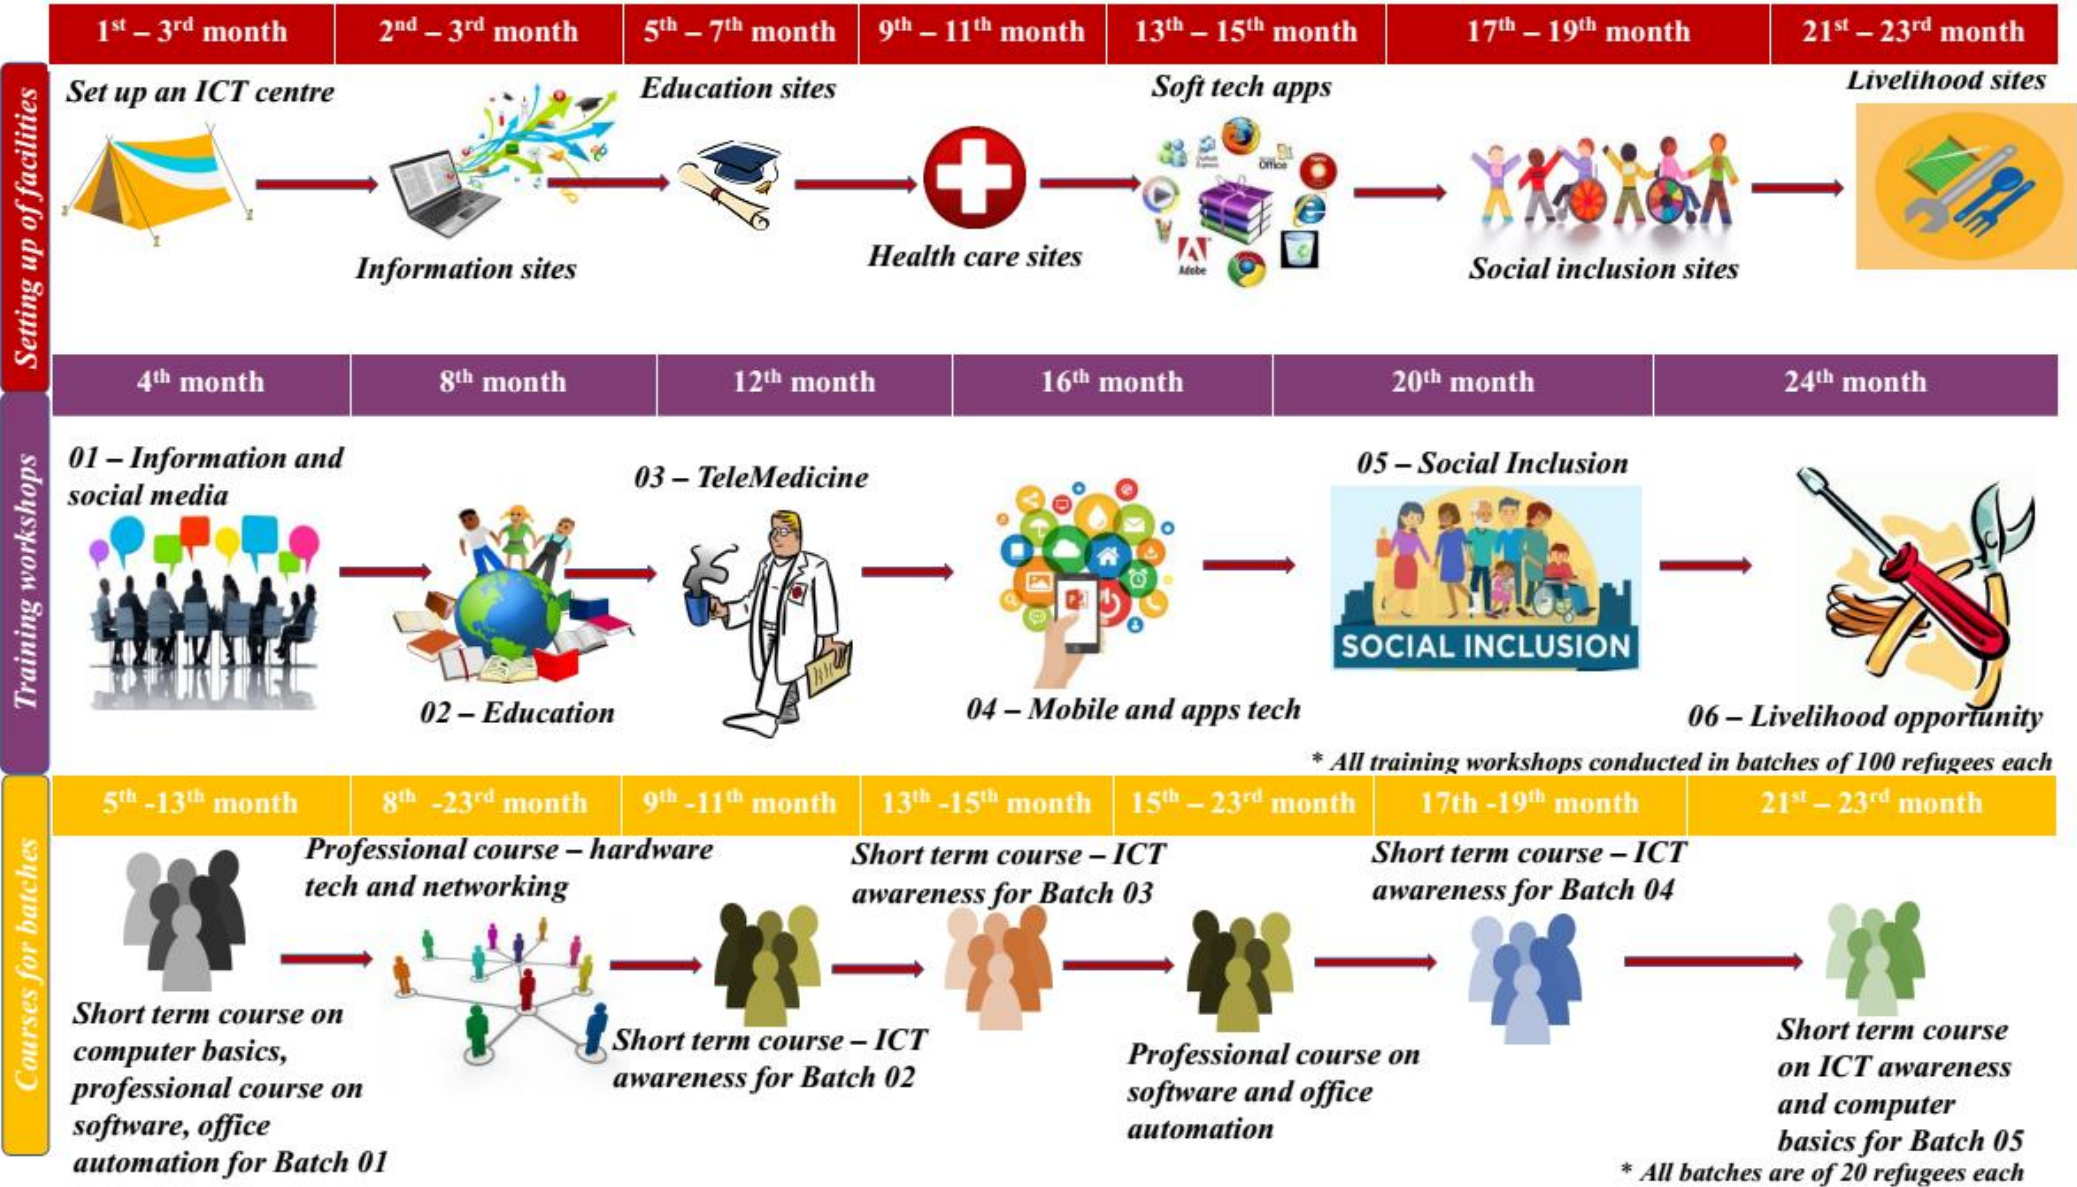 1st – 3rd month
2nd – 3rd month
5th – 7th month
9th – 11th month
13th – 15th month
17th – 19th month
21st – 23rd month
Setting up of facilities
Set up an ICT centre
Information sites
Education sites
Health care sites
Soft tech apps
Office
Adobe
Social inclusion sites
Livelihood sites
4th month
8th month
12th month
16th month
20th month
24th month
Training workshops
01 – Information and
social media
02 – Education
03 – TeleMedicine
04 – Mobile and apps tech
05 – Social Inclusion
SOCIAL INCLUSION
06 – Livelihood opportunity
* All training workshops conducted in batches of 100 refugees each
5th -13th month
8th -23rd month
9th -11th month
13th -15th month
15th – 23rd month
17th -19th month
21st – 23rd month
Courses for batches
Short term course on
computer basics,
professional course on
software, office
automation for Batch 01
Professional course – hardware
tech and networking
Short term course – ICT
awareness for Batch 02
Short term course – ICT
awareness for Batch 03
Professional course on
software and office
automation
Short term course – ICT
awareness for Batch 04
Short term course
on ICT awareness
and computer
basics for Batch 05
* All batches are of 20 refugees each